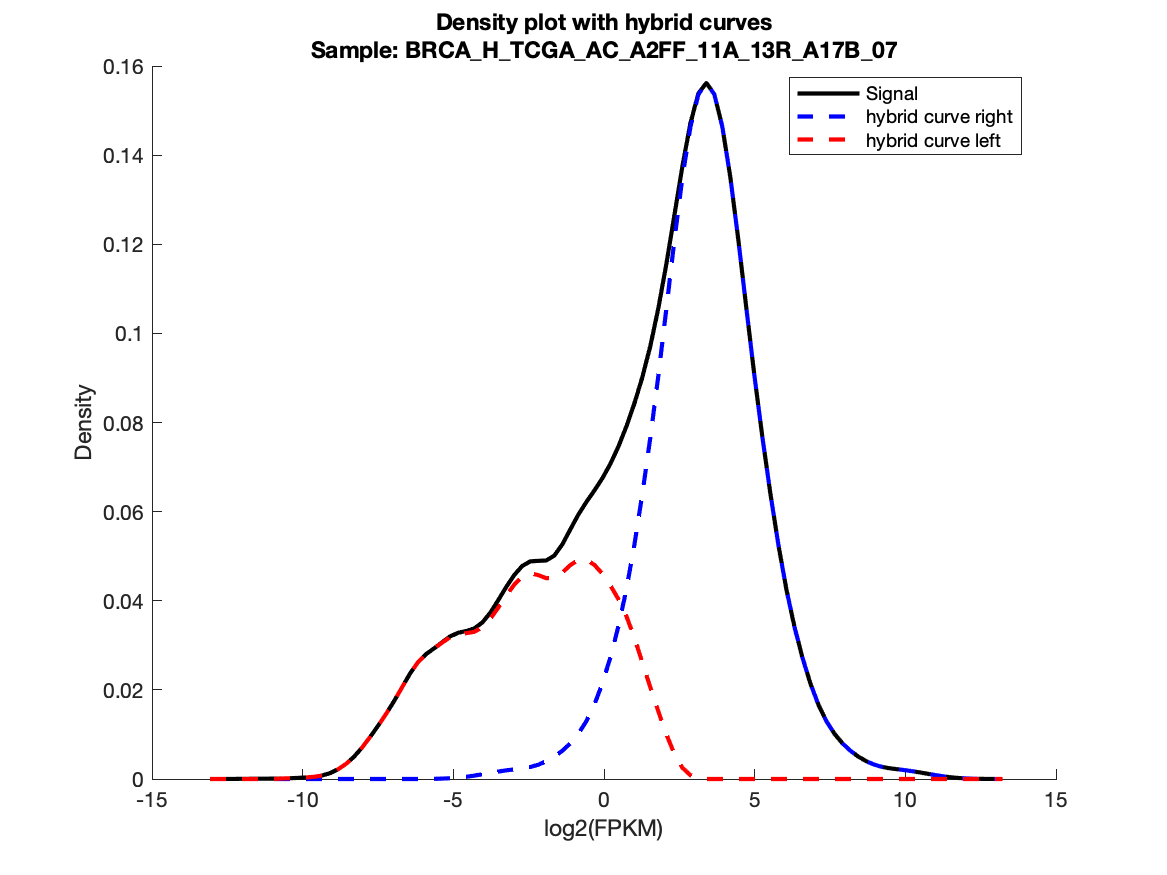 Density plot with hybrid curves
Sample: BRCA_H_TCGA_AC_A2FF_11A_13R_A17B_07
Signal
hybrid curve right
hybrid curve left
0.16
0.14
0.12
0.1
0.08
0.06
0.04
0.02
0
Density
-15
-10
-5
0
5
10
15
log2(FPKM)